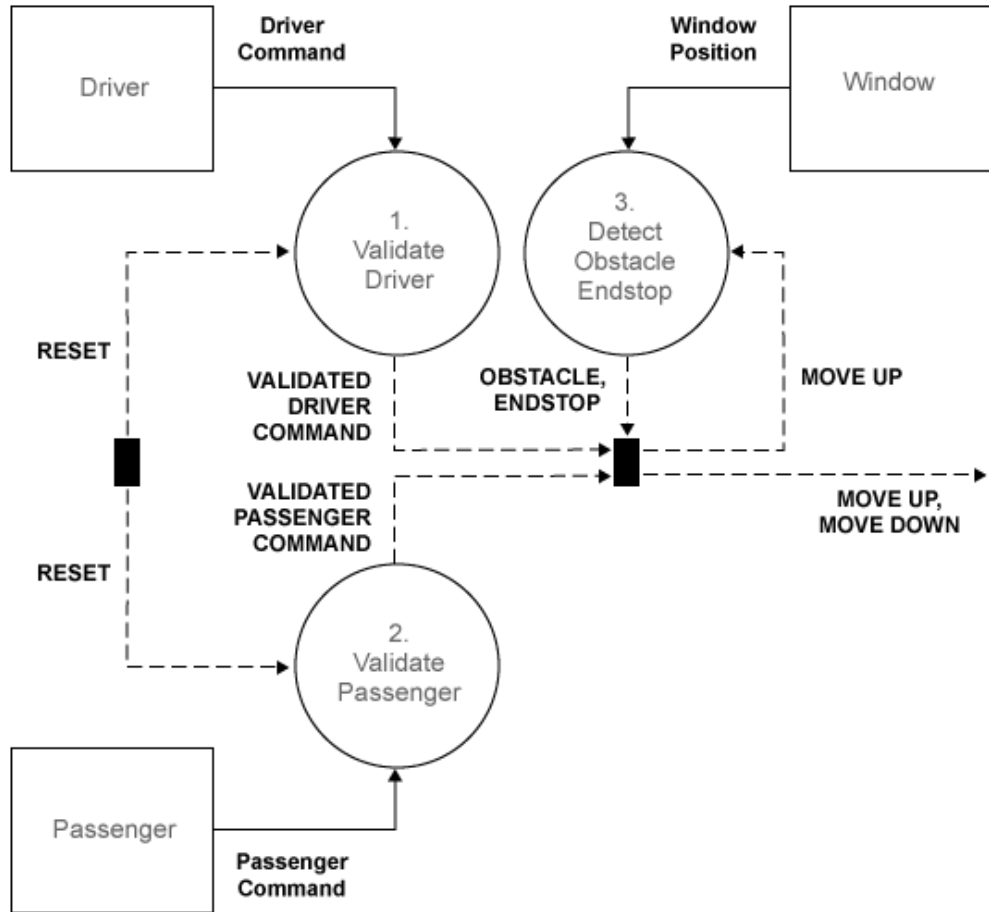 Driver
Command
Window
Position
Driver
Window
1.
Validate
Driver
3.
Detect
Obstacle
Endstop
RESET
VALIDATED
DRIVER
COMMAND
OBSTACLE,
ENDSTOP
MOVE UP
VALIDATED
PASSENGER
COMMAND
MOVE UP,
MOVE DOWN
RESET
2.
Validate
Passenger
Passenger
Passenger
Command